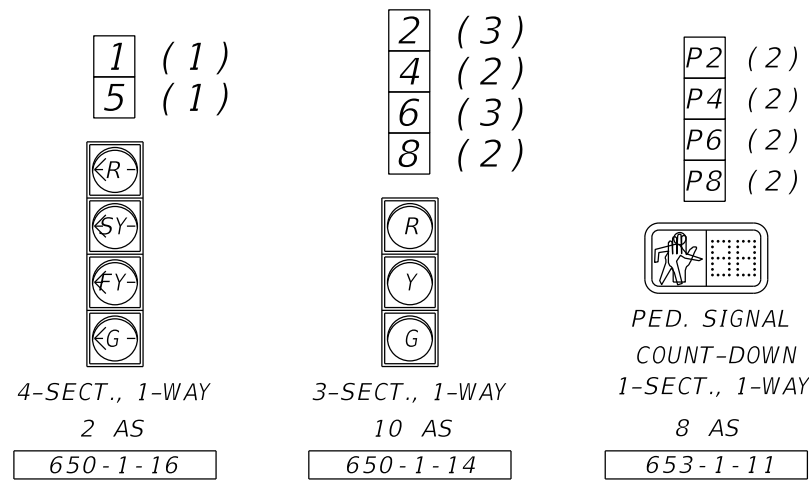 1 (1)
5 (1)
<R-
<SY-
<FY-
<G-
4-SECT., 1-WAY
2 AS
650-1-16
2 (3)
4 (2)
6 (3)
8 (2)
R
Y
G
3-SECT., 1-WAY
10 AS
650-1-14
P2 (2)
P4 (2)
P6 (2)
P8 (2)
88
PED. SIGNAL
COUNT-DOWN
1-SECT., 1-WAY
8 AS
653-1-11